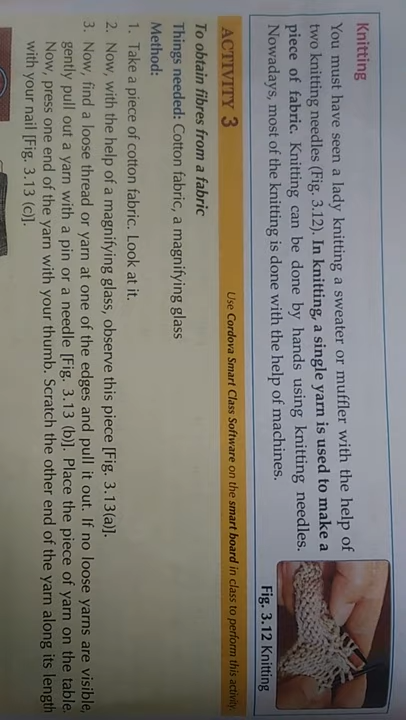 Knitting
You must have seen a lady knitting a sweater or muffler with the help of
two knitting needles (Fig. 3.12). In knitting, a single yarn is used to make a
piece of fabric. Knitting can be done by hands using knitting needles.
Nowadays, most of the knitting is done with the help of machines.
Fig. 3.12 Knitting
ACTIVITY 3
Use Cordova Smart Class Software on the smart board in class to perform this activity.
To obtain fibres from a fabric
Things needed: Cotton fabric, a magnifying glass
Method:
1. Take a piece of cotton fabric. Look at it.
2. Now, with the help of a magnifying glass, observe this piece [Fig. 3.13(a)].
3. Now, find a loose thread or yarn at one of the edges and pull it out. If no loose yarns are visible,
gently pull out a yarn with a pin or a needle [Fig. 3.13 (b)]. Place the piece of yarn on the table.
Now, press one end of the yarn with your thumb. Scratch the other end of the yarn along its length
with your nail [Fig. 3.13 (c)].